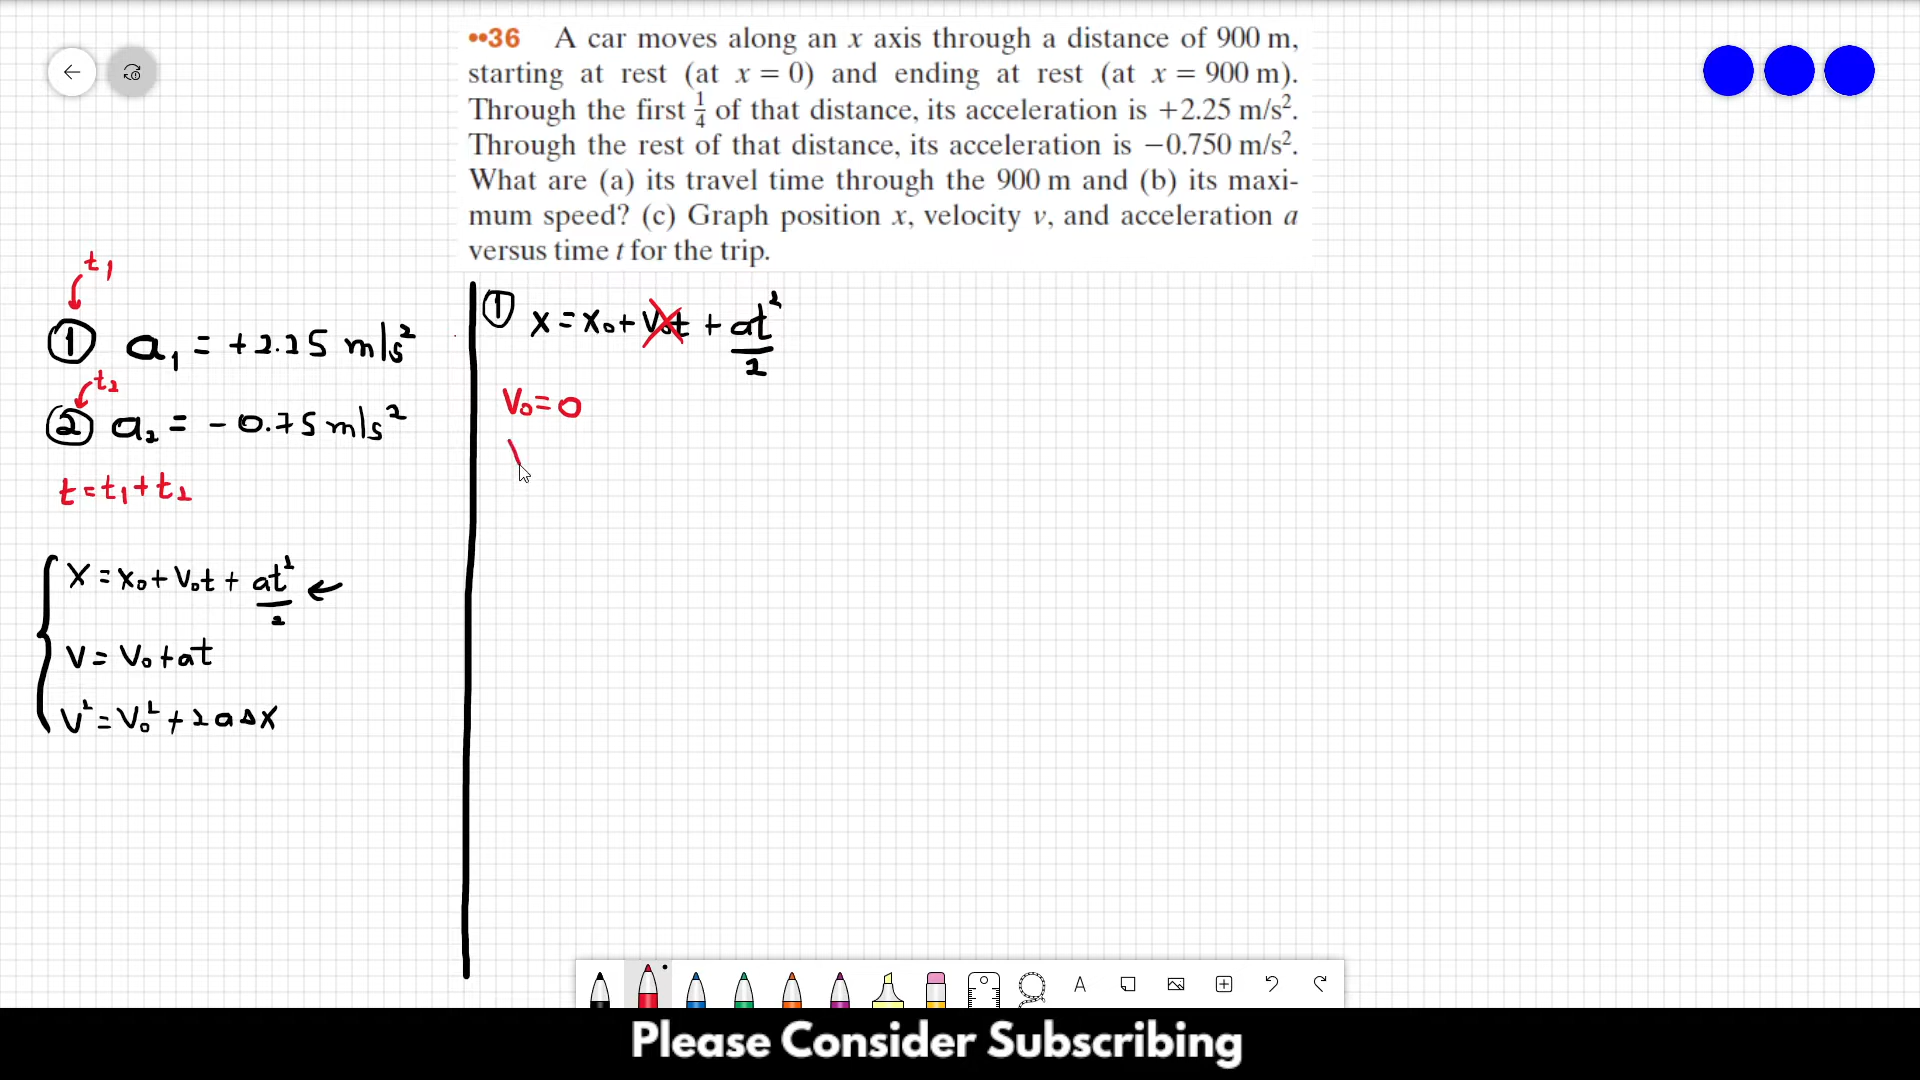 ••36 A car moves along an x axis through a distance of 900 m,
starting at rest (at x = 0) and ending at rest (at x = 900 m).
Through the first 1/4 of that distance, its acceleration is +2.25 m/s².
Through the rest of that distance, its acceleration is −0.750 m/s².
What are (a) its travel time through the 900 m and (b) its maxi-
mum speed? (c) Graph position x, velocity v, and acceleration a
versus time t for the trip.
t₁
① a₁ = +2.25 m/s²
t₂
② a₂ = - 0.75 m/s²
t = t₁ + t₂
x = x₀ + v₀t + at²/2 ←
v = v₀ + at
v² = v₀² + 2aΔx
① x = x₀ + v₀t + at²/2
v₀ = 0
A
Please Consider Subscribing